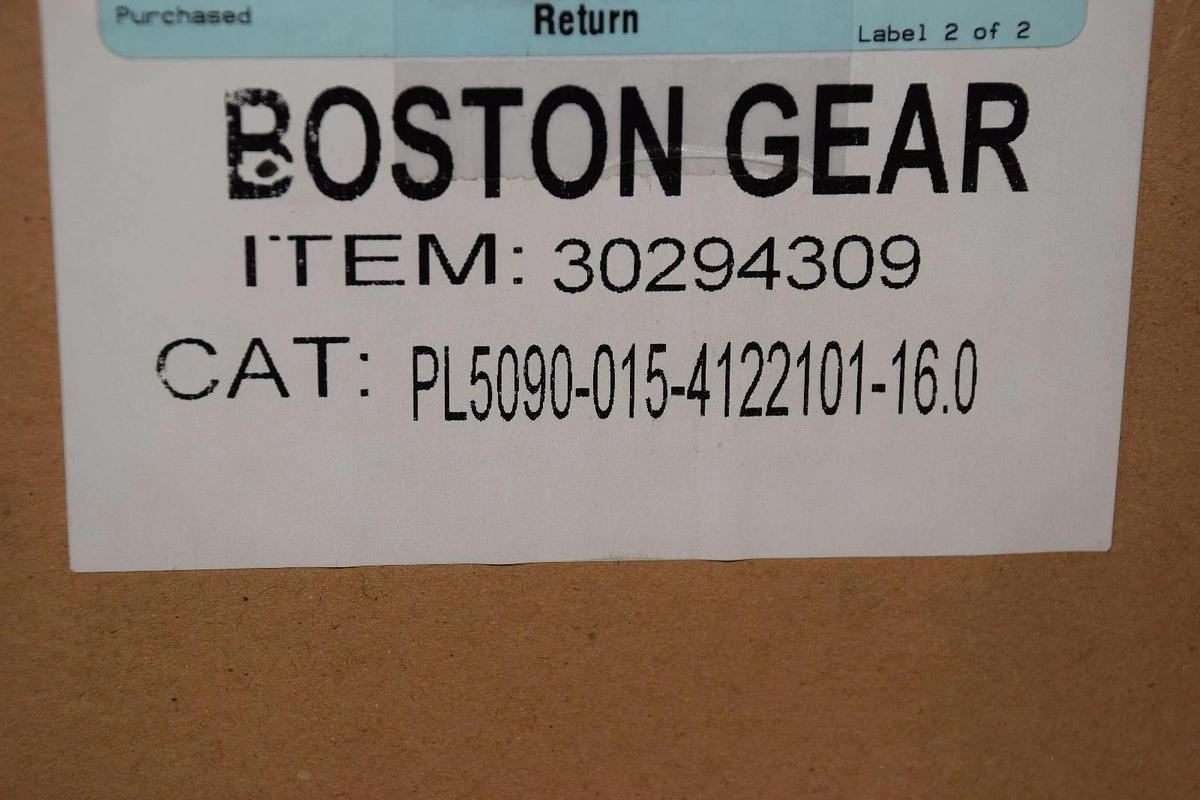 Purchased
Return
Label 2 of 2
BOSTON GEAR
ITEM: 30294309
CAT: PL5090-015-4122101-16.0